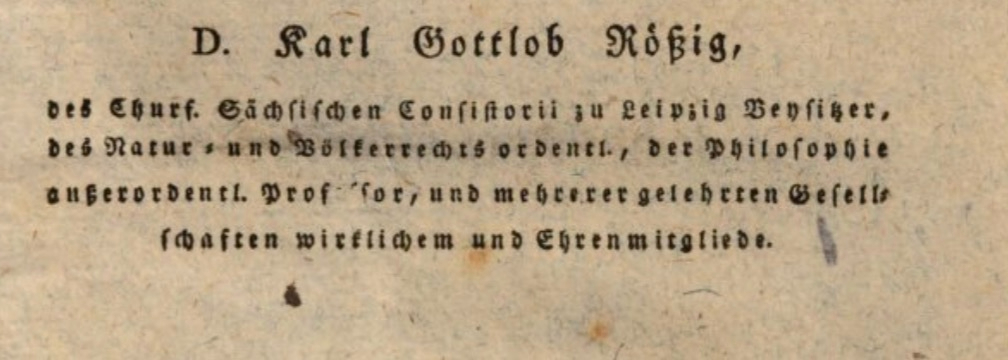 D. Karl Gottlob Rößig,
des Churf. Sächsischen Consistorii zu Leipzig Beysitzer,
des Natur- und Völkerrechts ordentl., der Philosophie
außerordentl. Prof sor, und mehrerer gelehrten Gesell-
schaften wirklichem und Ehrenmitgliede.